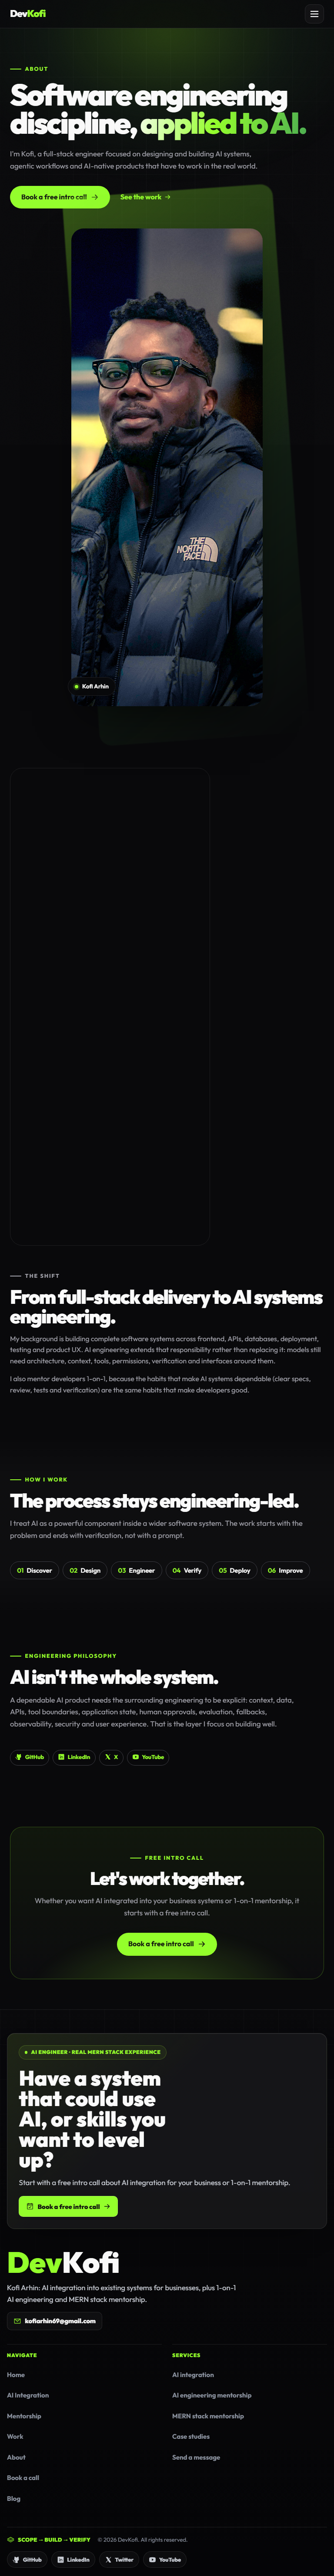 DevKofi
ABOUT
Software engineering
discipline, applied to AI.
I'm Kofi, a full-stack engineer focused on designing and building AI systems,
agentic workflows and AI-native products that have to work in the real world.
Book a free intro call →
See the work →
THE
NORTH
FACE
Kofi Arhin
THE SHIFT
From full-stack delivery to AI systems
engineering.
My background is building complete software systems across frontend, APIs, databases, deployment,
testing and product UX. AI engineering extends that responsibility rather than replacing it: models still
need architecture, context, tools, permissions, verification and interfaces around them.
I also mentor developers 1-on-1, because the habits that make AI systems dependable (clear specs,
review, tests and verification) are the same habits that make developers good.
HOW I WORK
The process stays engineering-led.
I treat AI as a powerful component inside a wider software system. The work starts with the
problem and ends with verification, not with a prompt.
01 Discover
02 Design
03 Engineer
04 Verify
05 Deploy
06 Improve
ENGINEERING PHILOSOPHY
AI isn't the whole system.
A dependable AI product needs the surrounding engineering to be explicit: context, data,
APIs, tool boundaries, application state, human approvals, evaluation, fallbacks,
observability, security and user experience. That is the layer I focus on building well.
GitHub
LinkedIn
X
YouTube
FREE INTRO CALL
Let's work together.
Whether you want AI integrated into your business systems or 1-on-1 mentorship, it
starts with a free intro call.
Book a free intro call →
AI ENGINEER · REAL MERN STACK EXPERIENCE
Have a system
that could use
AI, or skills you
want to level
up?
Start with a free intro call about AI integration for your business or 1-on-1 mentorship.
Book a free intro call →
DevKofi
Kofi Arhin: AI integration into existing systems for businesses, plus 1-on-1
AI engineering and MERN stack mentorship.
kofiarhin69@gmail.com
NAVIGATE
Home
AI Integration
Mentorship
Work
About
Book a call
Blog
SERVICES
AI integration
AI engineering mentorship
MERN stack mentorship
Case studies
Send a message
SCOPE → BUILD → VERIFY
© 2026 DevKofi. All rights reserved.
GitHub
LinkedIn
Twitter
YouTube